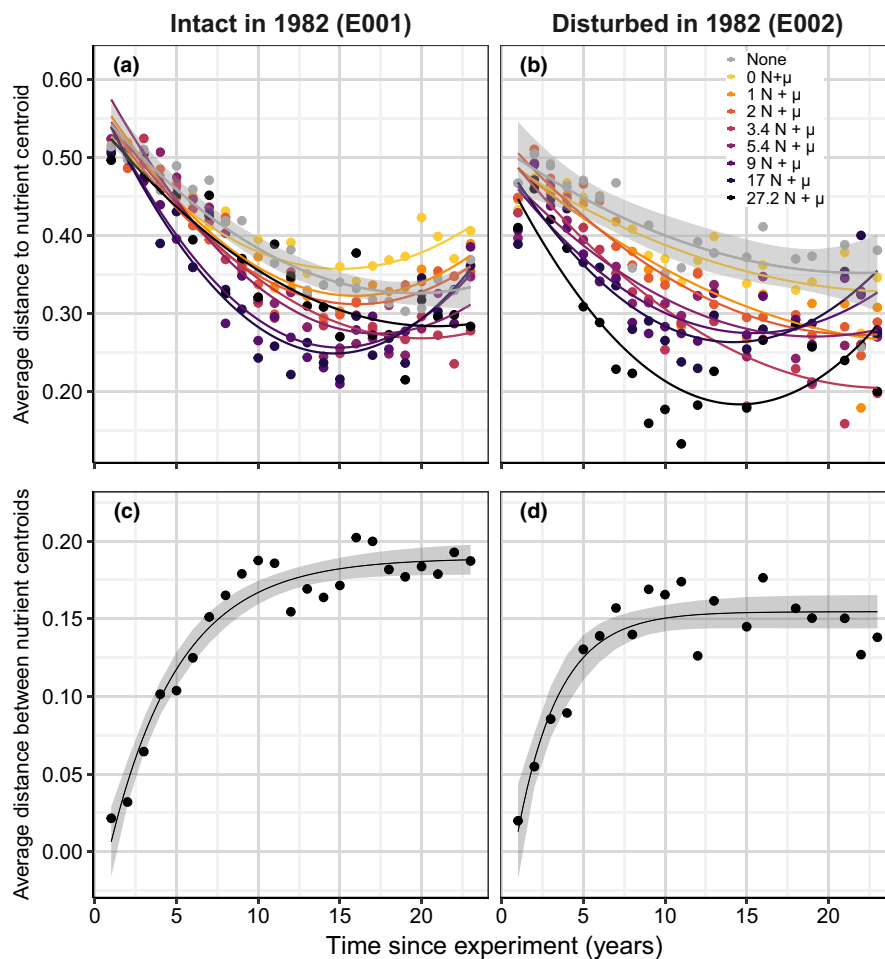 Intact in 1982 (E001)
Disturbed in 1982 (E002)
Average distance to nutrient centroid
0.60
0.50
0.40
0.30
0.20
(a)
(b)
None
0 N+μ
1 N + μ
2 N + μ
3.4 N + μ
5.4 N + μ
9 N + μ
17 N + μ
27.2 N + μ
Average distance between nutrient centroids
0.20
0.15
0.10
0.05
0.00
(c)
(d)
0 5 10 15 20
0 5 10 15 20
Time since experiment (years)